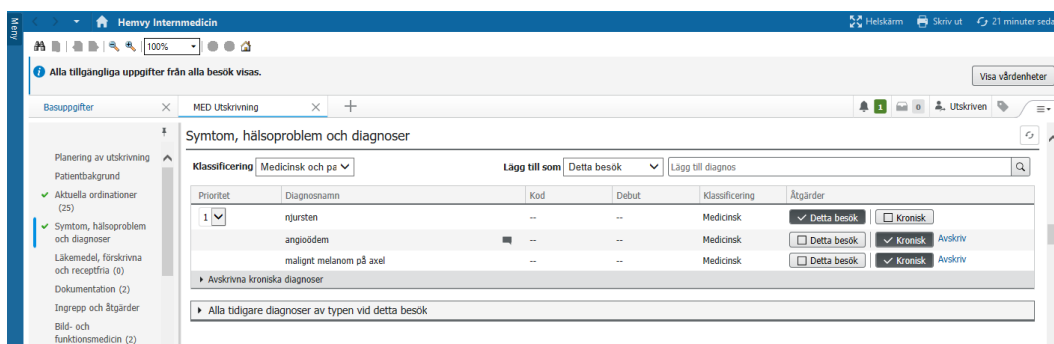 Meny
Hemvy Internmedicin
Helskärm Skriv ut 21 minuter seda
100%
Alla tillgängliga uppgifter från alla besök visas.
Visa vårdenheter
Basuppgifter MED Utskrivning 1 0 Utskriven
Planering av utskrivning
Patientbakgrund
Aktuella ordinationer
(25)
Symtom, hälsoproblem
och diagnoser
Läkemedel, förskrivna
och receptfria (0)
Dokumentation (2)
Ingrepp och åtgärder
Bild- och
funktionsmedicin (2)
Symtom, hälsoproblem och diagnoser
Klassificering Medicinsk och pa Lägg till som Detta besök Lägg till diagnos
Prioritet Diagnosnamn Kod Debut Klassificering Åtgärder
1 njursten -- -- Medicinsk Detta besök Kronisk
angioödem -- -- Medicinsk Detta besök Kronisk Avskriv
malignt melanom på axel -- -- Medicinsk Detta besök Kronisk Avskriv
Avskrivna kroniska diagnoser
Alla tidigare diagnoser av typen vid detta besök